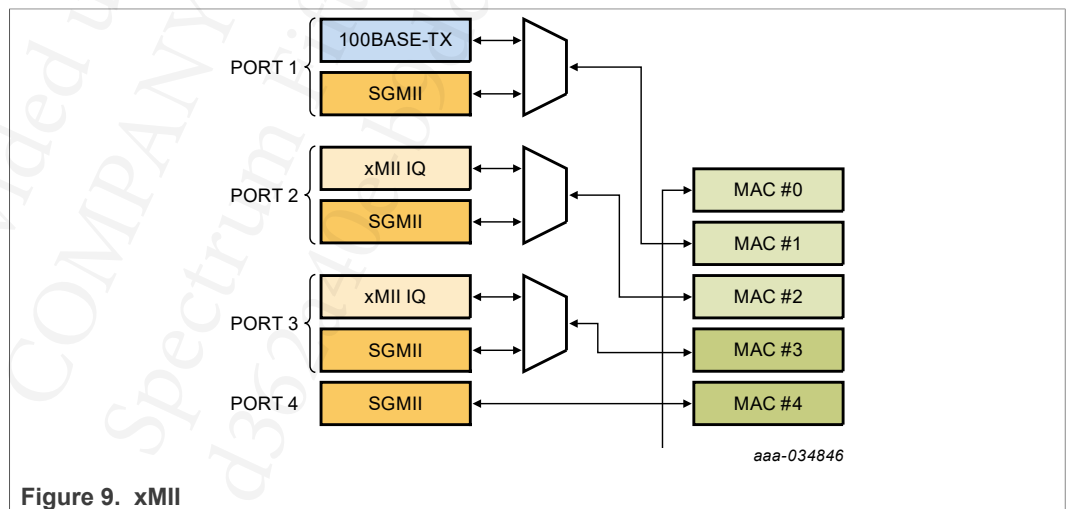 100BASE-TX
PORT 1
SGMII
xMII IQ
PORT 2
SGMII
xMII IQ
PORT 3
SGMII
PORT 4
SGMII
MAC #0
MAC #1
MAC #2
MAC #3
MAC #4
aaa-034846
Figure 9. xMII
COMPANY